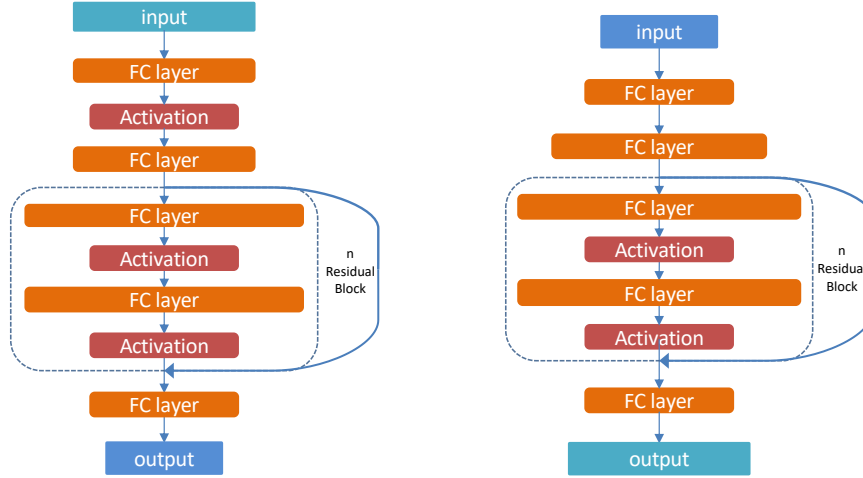 input
FC layer
Activation
FC layer
FC layer
Activation
FC layer
Activation
n
Residual
Block
FC layer
output
input
FC layer
FC layer
FC layer
Activation
FC layer
Activation
n
Residual
Block
FC layer
output